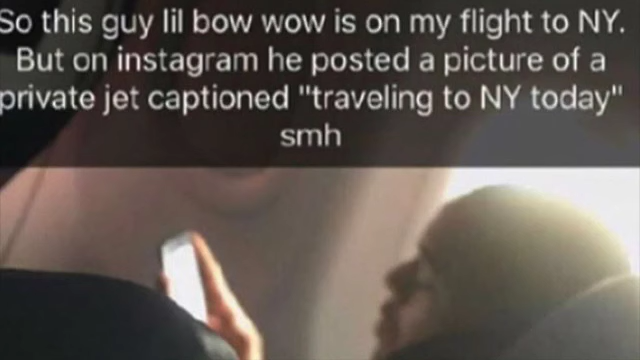 So this guy lil bow wow is on my flight to NY.
But on instagram he posted a picture of a
private jet captioned "traveling to NY today"
smh